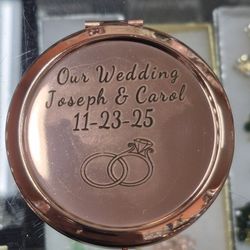 Our Wedding
Joseph & Carol
11-23-25